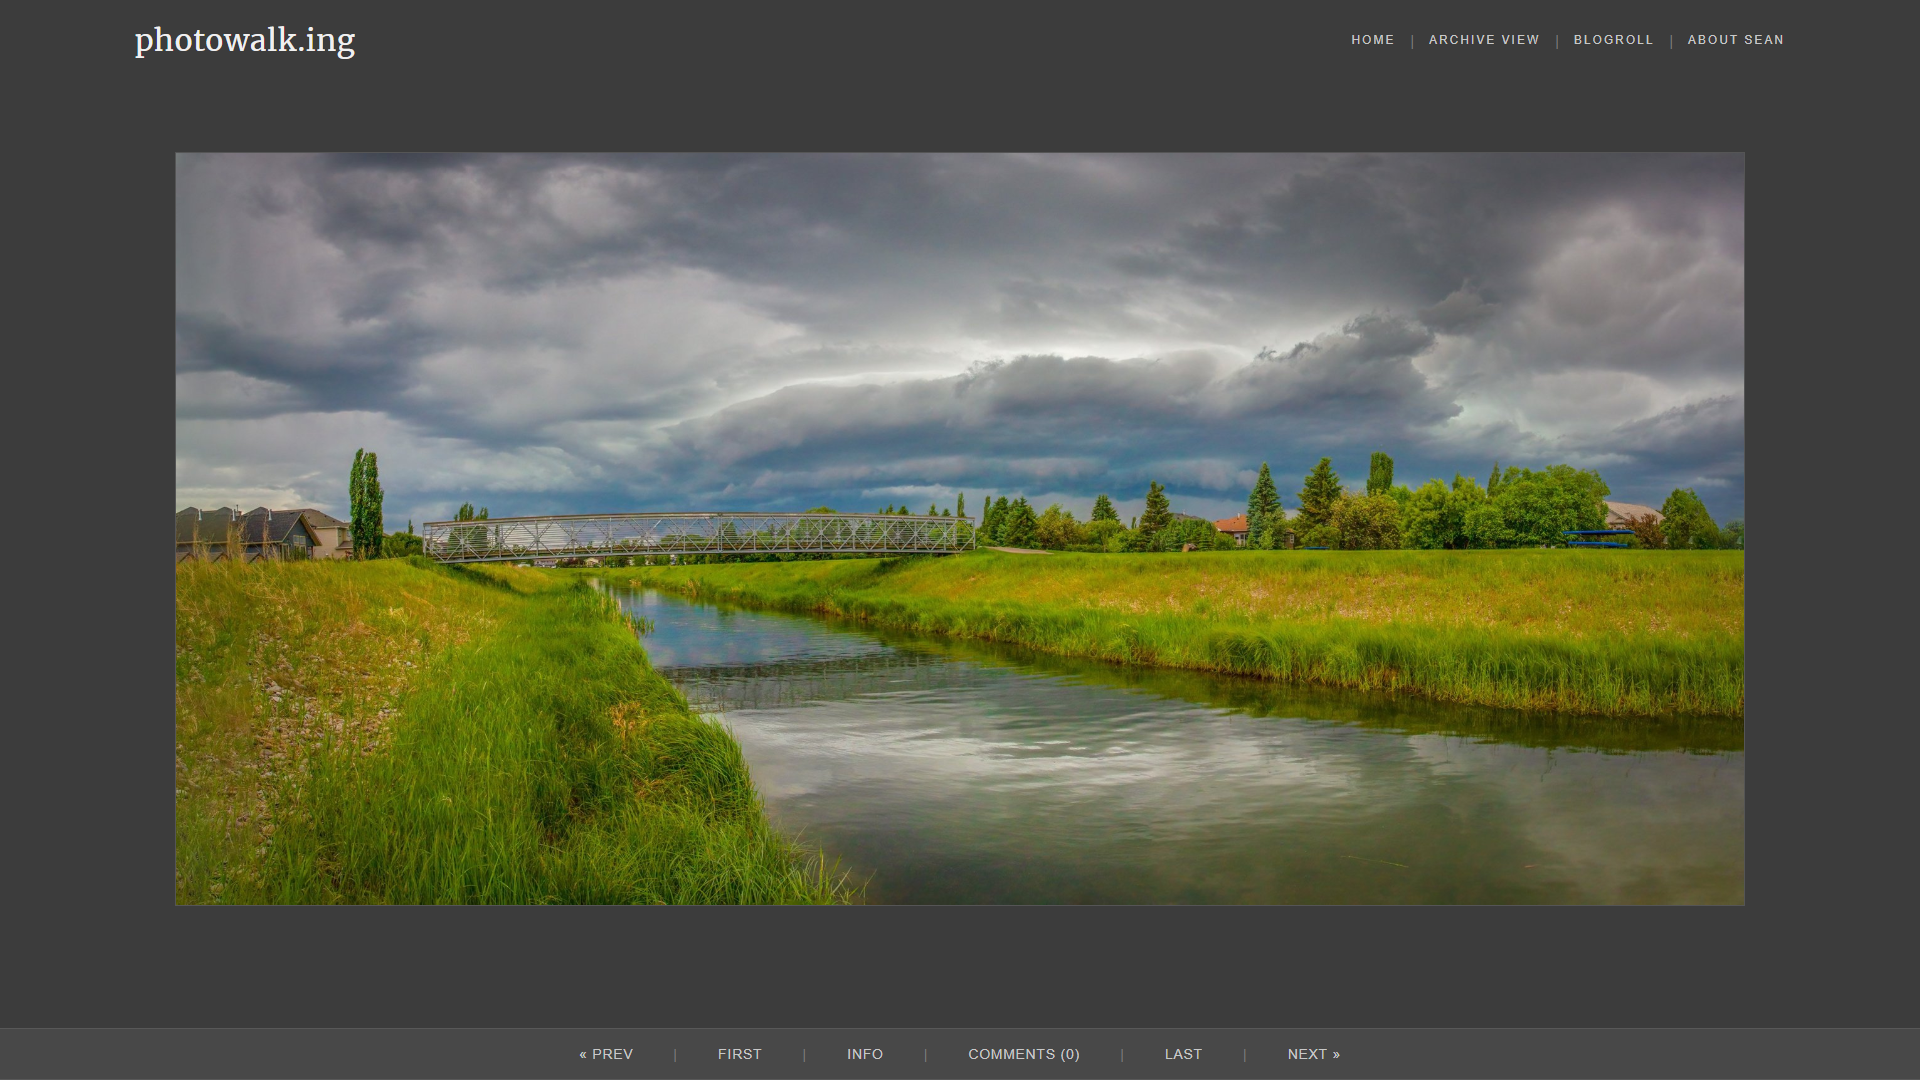 photowalk.ing
HOME | ARCHIVE VIEW | BLOGROLL | ABOUT SEAN
« PREV | FIRST | INFO | COMMENTS (0) | LAST | NEXT »